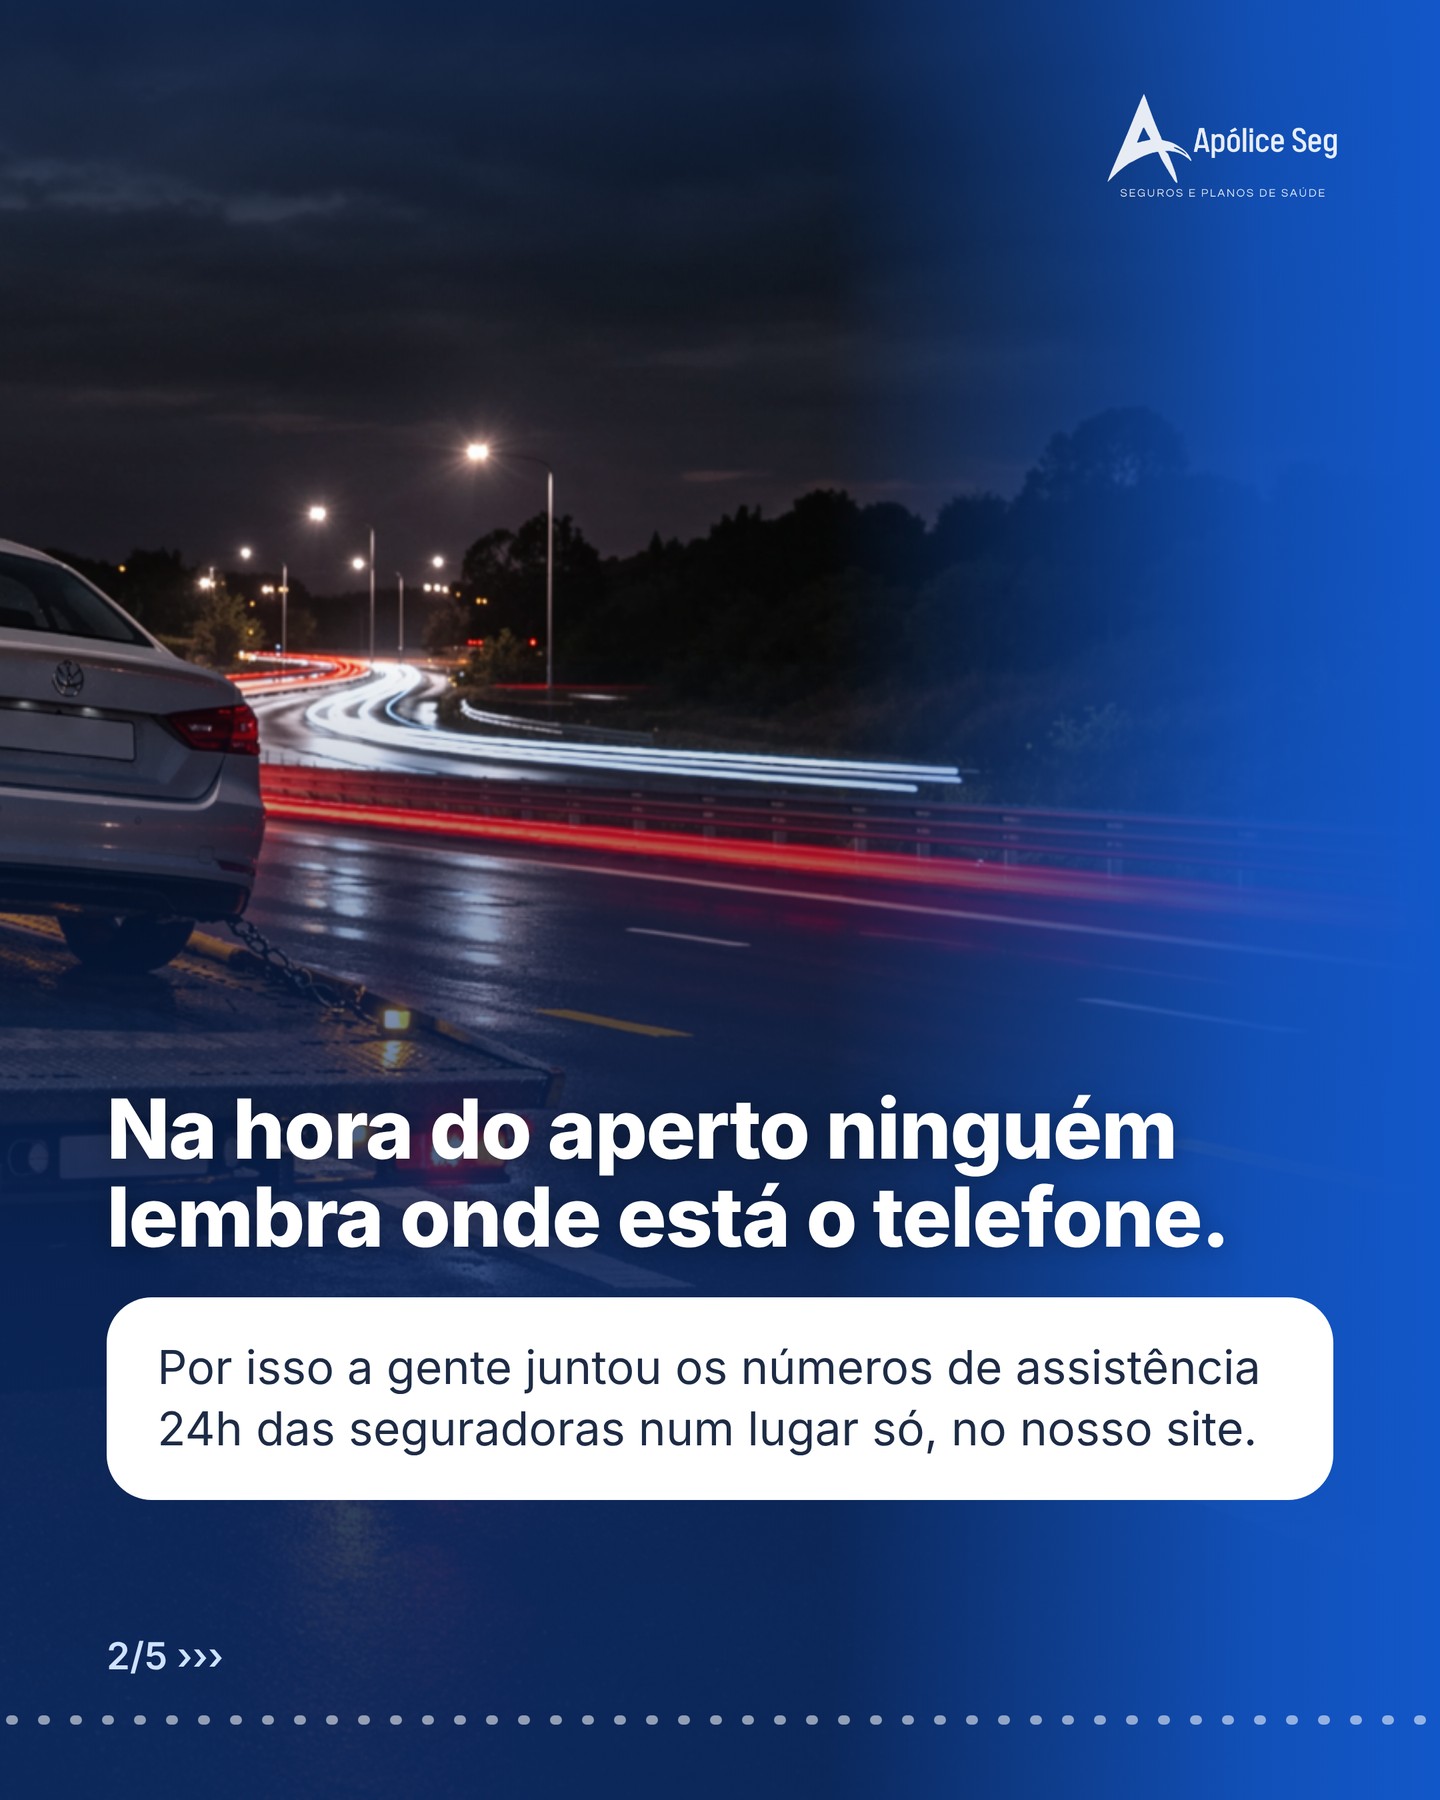 Apólice Seg
SEGUROS E PLANOS DE SAÚDE
Na hora do aperto ninguém
lembra onde está o telefone.
Por isso a gente juntou os números de assistência
24h das seguradoras num lugar só, no nosso site.
2/5 ›››